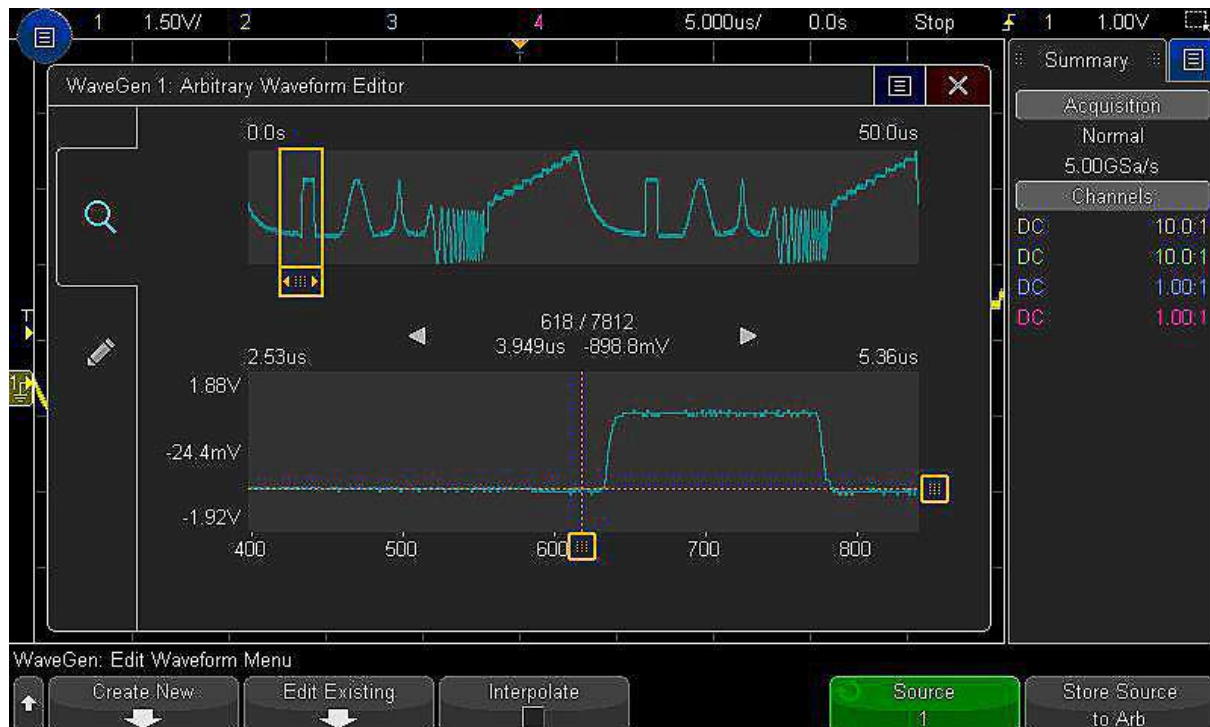 1 1.50V/ 2 3 4 5.000us/ 0.0s Stop 1 1.00V
Summary
WaveGen 1: Arbitrary Waveform Editor
Acquisition
Normal
5.00GSa/s
Channels
DC 10.0:1
DC 10.0:1
DC 1.00:1
DC 1.00:1
0.0s 50.0us
618 / 7812
3.949us -898.8mV
2.53us 5.36us
1.88V
-24.4mV
-1.92V
400 500 600 700 800
T
1
WaveGen: Edit Waveform Menu
Create New Edit Existing Interpolate Source Store Source
1 to Arb